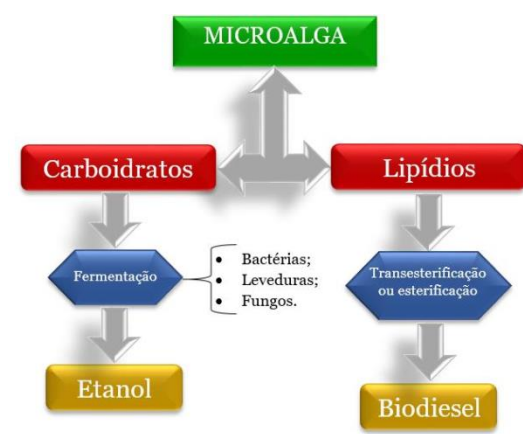 MICROALGA
Carboidratos
Lipídios
Fermentação
• Bactérias;
• Leveduras;
• Fungos.
Transesterificação
ou esterificação
Etanol
Biodiesel